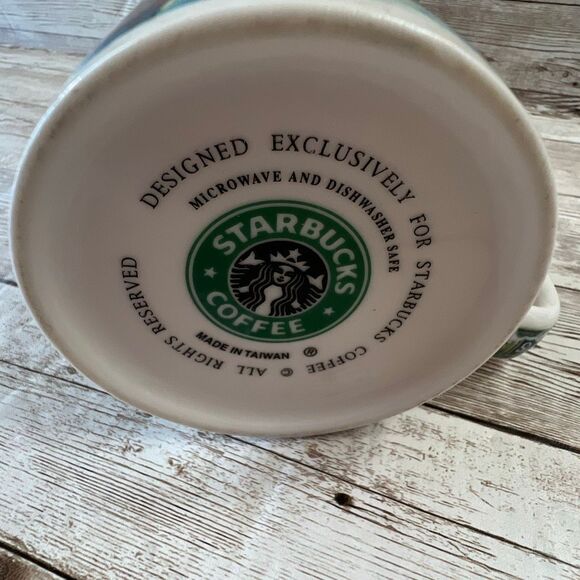 DESIGNED EXCLUSIVELY FOR STARBUCKS COFFEE © ALL RIGHTS RESERVED
MICROWAVE AND DISHWASHER SAFE
STARBUCKS
COFFEE
MADE IN TAIWAN